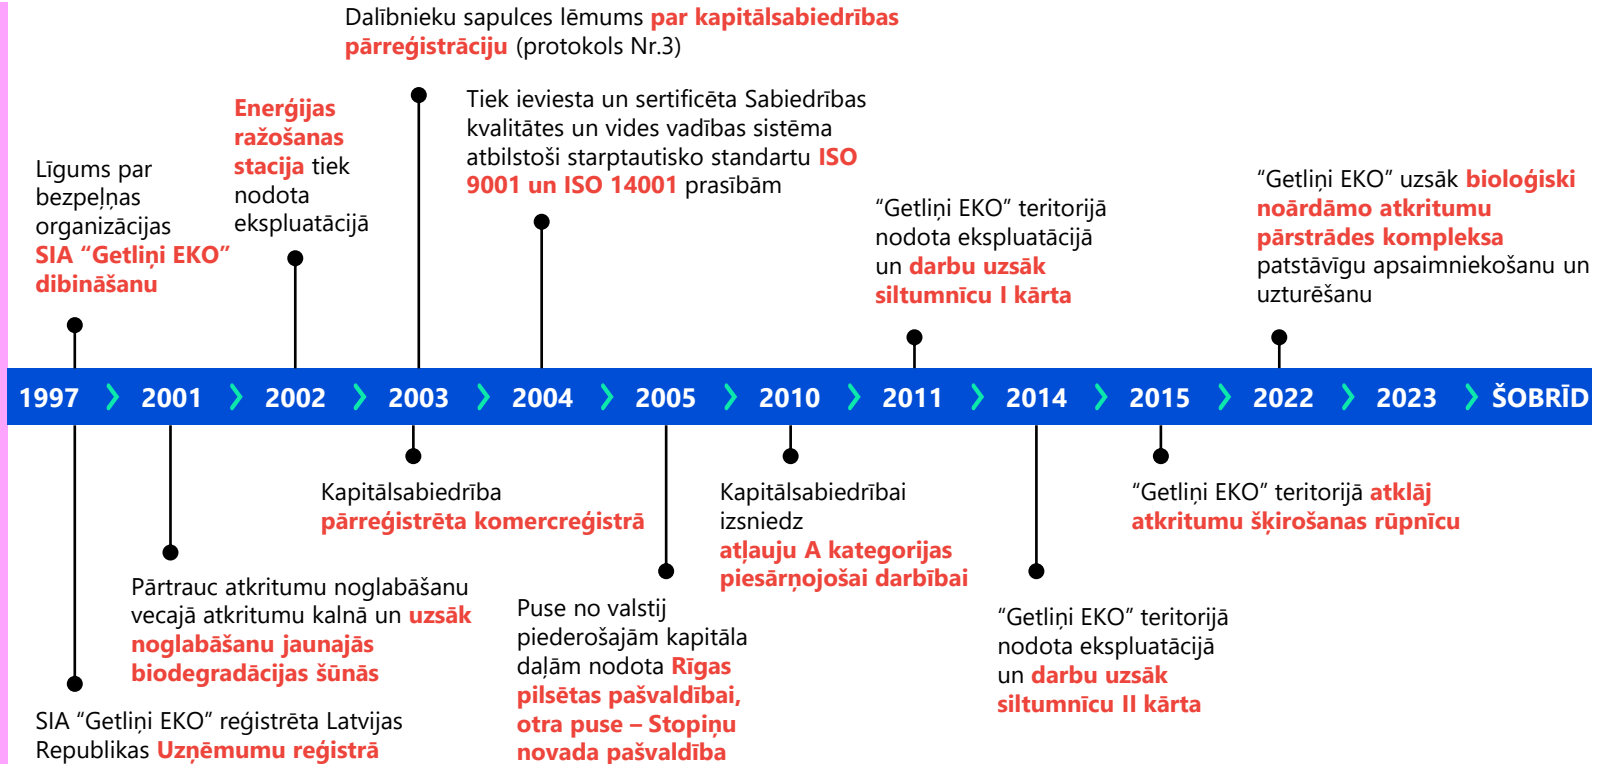 Dalībnieku sapulces lēmums par kapitālsabiedrības
pārreģistrāciju (protokols Nr.3)
Enerģijas
ražošanas
stacija tiek
nodota
ekspluatācijā
Tiek ieviesta un sertificēta Sabiedrības
kvalitātes un vides vadības sistēma
atbilstoši starptautisko standartu ISO
9001 un ISO 14001 prasībām
Līgums par
bezpeļņas
organizācijas
SIA “Getliņi EKO”
dibināšanu
“Getliņi EKO” teritorijā
nodota ekspluatācijā
un darbu uzsāk
siltumnīcu I kārta
“Getliņi EKO” uzsāk bioloģiski
noārdāmo atkritumu
pārstrādes kompleksa
patstāvīgu apsaimniekošanu un
uzturēšanu
1997 2001 2002 2003 2004 2005 2010 2011 2014 2015 2022 2023 ŠOBRĪD
Kapitālsabiedrība
pārreģistrēta komercreģistrā
Kapitālsabiedrībai
izsniedz
atļauju A kategorijas
piesārņojošai darbībai
“Getliņi EKO” teritorijā atklāj
atkritumu šķirošanas rūpnīcu
Pārtrauc atkritumu noglabāšanu
vecajā atkritumu kalnā un uzsāk
noglabāšanu jaunajās
biodegradācijas šūnās
Puse no valstij
piederošajām kapitāla
daļām nodota Rīgas
pilsētas pašvaldībai,
otra puse – Stopiņu
novada pašvaldība
“Getliņi EKO” teritorijā
nodota ekspluatācijā
un darbu uzsāk
siltumnīcu II kārta
SIA “Getliņi EKO” reģistrēta Latvijas
Republikas Uzņēmumu reģistrā